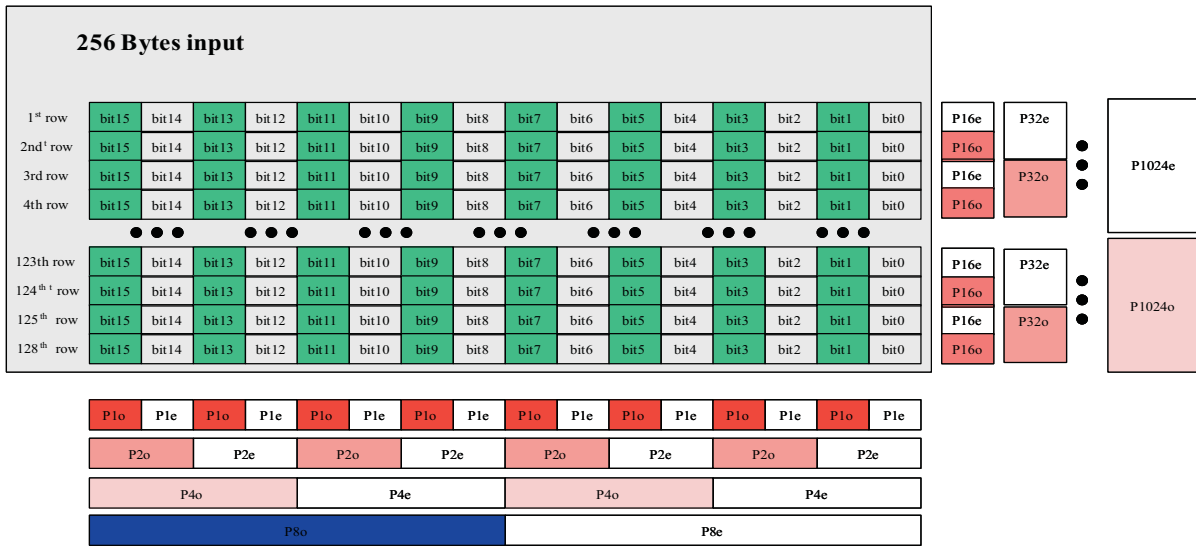 256 Bytes input
1st row bit15 bit14 bit13 bit12 bit11 bit10 bit9 bit8 bit7 bit6 bit5 bit4 bit3 bit2 bit1 bit0 P16e P32e
2nd t row bit15 bit14 bit13 bit12 bit11 bit10 bit9 bit8 bit7 bit6 bit5 bit4 bit3 bit2 bit1 bit0 P16o
P1024e
3rd row bit15 bit14 bit13 bit12 bit11 bit10 bit9 bit8 bit7 bit6 bit5 bit4 bit3 bit2 bit1 bit0 P16e P32o
4th row bit15 bit14 bit13 bit12 bit11 bit10 bit9 bit8 bit7 bit6 bit5 bit4 bit3 bit2 bit1 bit0 P16o
123th row bit15 bit14 bit13 bit12 bit11 bit10 bit9 bit8 bit7 bit6 bit5 bit4 bit3 bit2 bit1 bit0 P16e P32e
124th t row bit15 bit14 bit13 bit12 bit11 bit10 bit9 bit8 bit7 bit6 bit5 bit4 bit3 bit2 bit1 bit0 P16o
P1024o
125th row bit15 bit14 bit13 bit12 bit11 bit10 bit9 bit8 bit7 bit6 bit5 bit4 bit3 bit2 bit1 bit0 P16e P32o
128th row bit15 bit14 bit13 bit12 bit11 bit10 bit9 bit8 bit7 bit6 bit5 bit4 bit3 bit2 bit1 bit0 P16o
P1o P1e P1o P1e P1o P1e P1o P1e P1o P1e P1o P1e P1o P1e P1o P1e
P2o P2e P2o P2e P2o P2e P2o P2e
P4o P4e P4o P4e
P8o P8e